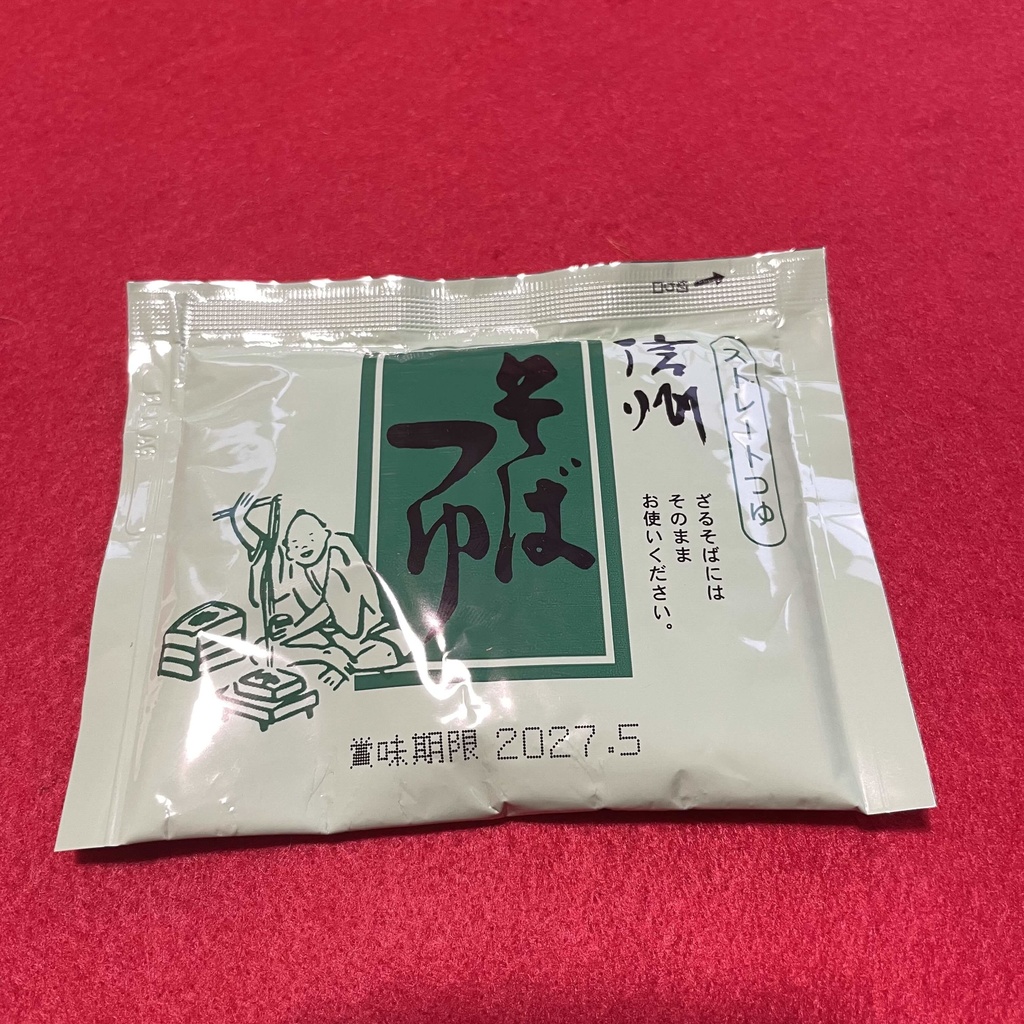 ストレートつゆ
信州
そばつゆ
ざるそばには
そのまま
お使いください。
賞味期限 2027.5